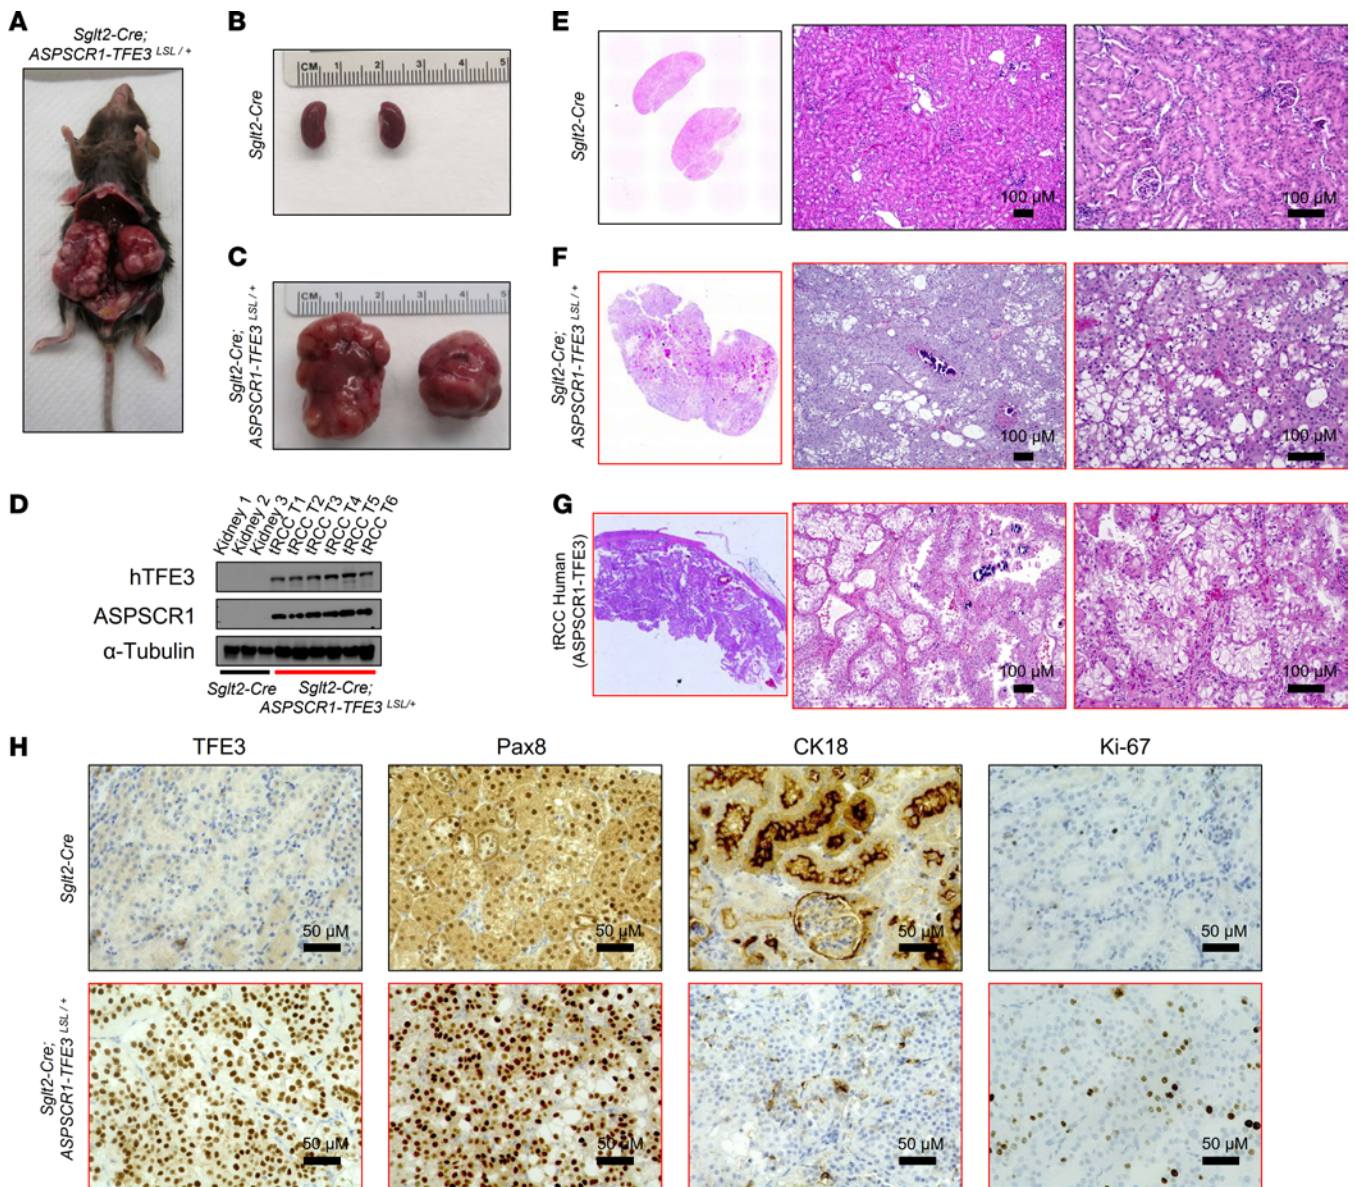 A
Sglt2-Cre;
ASPSCR1-TFE3 LSL/+
B
Sglt2-Cre
CM 1 2 3 4 5
C
Sglt2-Cre;
ASPSCR1-TFE3 LSL/+
CM 1 2 3 4 5
D
Kidney 1
Kidney 2
Kidney 3
tRCC T1
tRCC T2
tRCC T3
tRCC T4
tRCC T5
tRCC T6
hTFE3
ASPSCR1
α-Tubulin
Sglt2-Cre
Sglt2-Cre;
ASPSCR1-TFE3 LSL/+
E
Sglt2-Cre
100 µM
100 µM
F
Sglt2-Cre;
ASPSCR1-TFE3 LSL/+
100 µM
100 µM
G
tRCC Human
(ASPSCR1-TFE3)
100 µM
100 µM
H
TFE3
Pax8
CK18
Ki-67
Sglt2-Cre
50 µM
50 µM
50 µM
50 µM
Sglt2-Cre;
ASPSCR1-TFE3 LSL/+
50 µM
50 µM
50 µM
50 µM